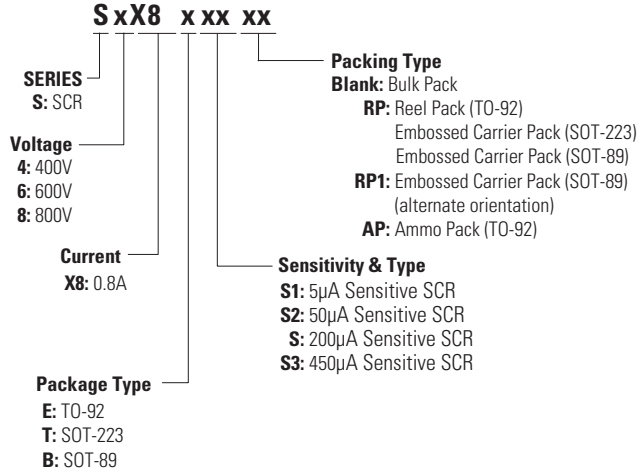 SxX8 x xx xx
SERIES
S: SCR
Voltage
4: 400V
6: 600V
8: 800V
Current
X8: 0.8A
Package Type
E: TO-92
T: SOT-223
B: SOT-89
Sensitivity & Type
S1: 5µA Sensitive SCR
S2: 50µA Sensitive SCR
S: 200µA Sensitive SCR
S3: 450µA Sensitive SCR
Packing Type
Blank: Bulk Pack
RP: Reel Pack (TO-92)
Embossed Carrier Pack (SOT-223)
Embossed Carrier Pack (SOT-89)
RP1: Embossed Carrier Pack (SOT-89)
(alternate orientation)
AP: Ammo Pack (TO-92)